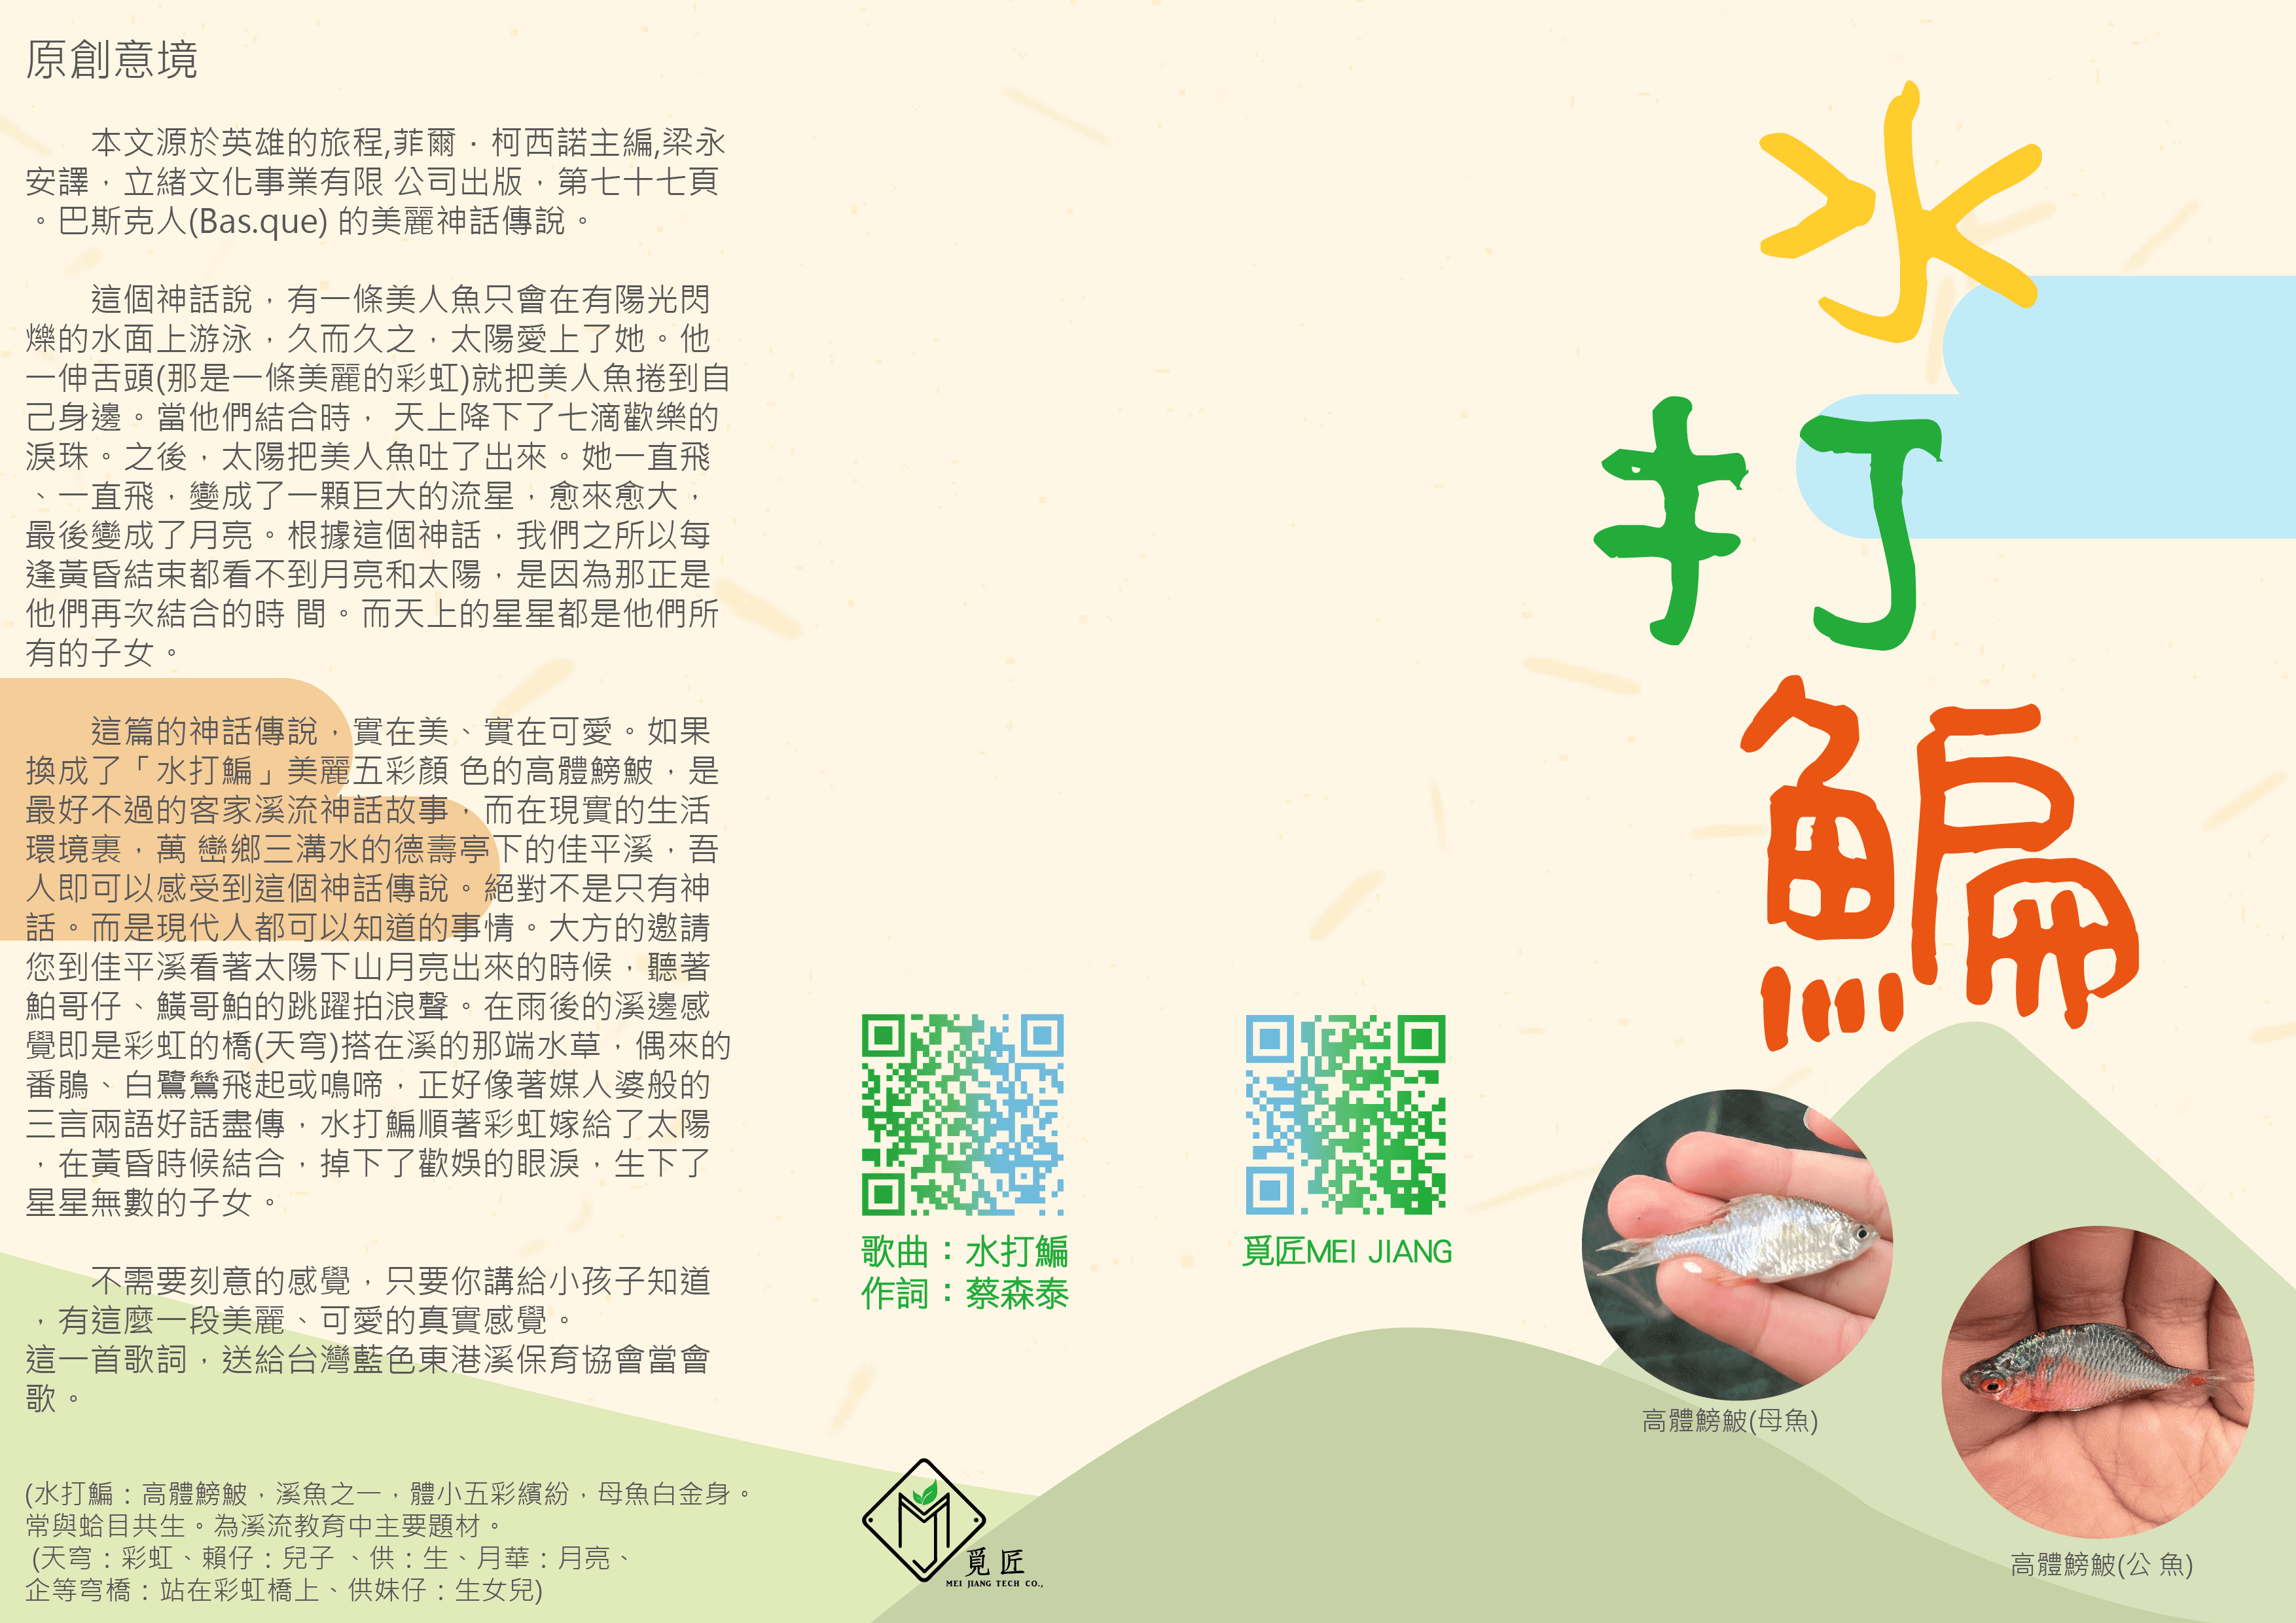 原創意境
本文源於英雄的旅程,菲爾．柯西諾主編,梁永
安譯，立緒文化事業有限 公司出版，第七十七頁
。巴斯克人(Bas.que) 的美麗神話傳說。
這個神話說，有一條美人魚只會在有陽光閃
爍的水面上游泳，久而久之，太陽愛上了她。他
一伸舌頭(那是一條美麗的彩虹)就把美人魚捲到自
己身邊。當他們結合時， 天上降下了七滴歡樂的
淚珠。之後，太陽把美人魚吐了出來。她一直飛
、一直飛，變成了一顆巨大的流星，愈來愈大，
最後變成了月亮。根據這個神話，我們之所以每
逢黃昏結束都看不到月亮和太陽，是因為那正是
他們再次結合的時 間。而天上的星星都是他們所
有的子女。
這篇的神話傳說，實在美、實在可愛。如果
換成了「水打鯿」美麗五彩顏 色的高體鰟鮍，是
最好不過的客家溪流神話故事，而在現實的生活
環境裏，萬 巒鄉三溝水的德壽亭下的佳平溪，吾
人即可以感受到這個神話傳說。絕對不是只有神
話。而是現代人都可以知道的事情。大方的邀請
您到佳平溪看著太陽下山月亮出來的時候，聽著
鮊哥仔、鱑哥鮊的跳躍拍浪聲。在雨後的溪邊感
覺即是彩虹的橋(天穹)搭在溪的那端水草，偶來的
番鵰、白鷺鷥飛起或鳴啼，正好像著媒人婆般的
三言兩語好話盡傳，水打鯿順著彩虹嫁給了太陽
，在黃昏時候結合，掉下了歡娛的眼淚，生下了
星星無數的子女。
不需要刻意的感覺，只要你講給小孩子知道
，有這麼一段美麗、可愛的真實感覺。
這一首歌詞，送給台灣藍色東港溪保育協會當會
歌。
(水打鯿：高體鰟鮍，溪魚之一，體小五彩繽紛，母魚白金身。
常與蛤目共生。為溪流教育中主要題材。
(天穹：彩虹、賴仔：兒子 、供：生、月華：月亮、
企等穹橋：站在彩虹橋上、供妹仔：生女兒)
歌曲：水打鯿
作詞：蔡森泰
覓匠MEI JIANG
覓匠
MEI JIANG TECH CO.,
水
打
鯿
高體鰟鮍(母魚)
高體鰟鮍(公 魚)